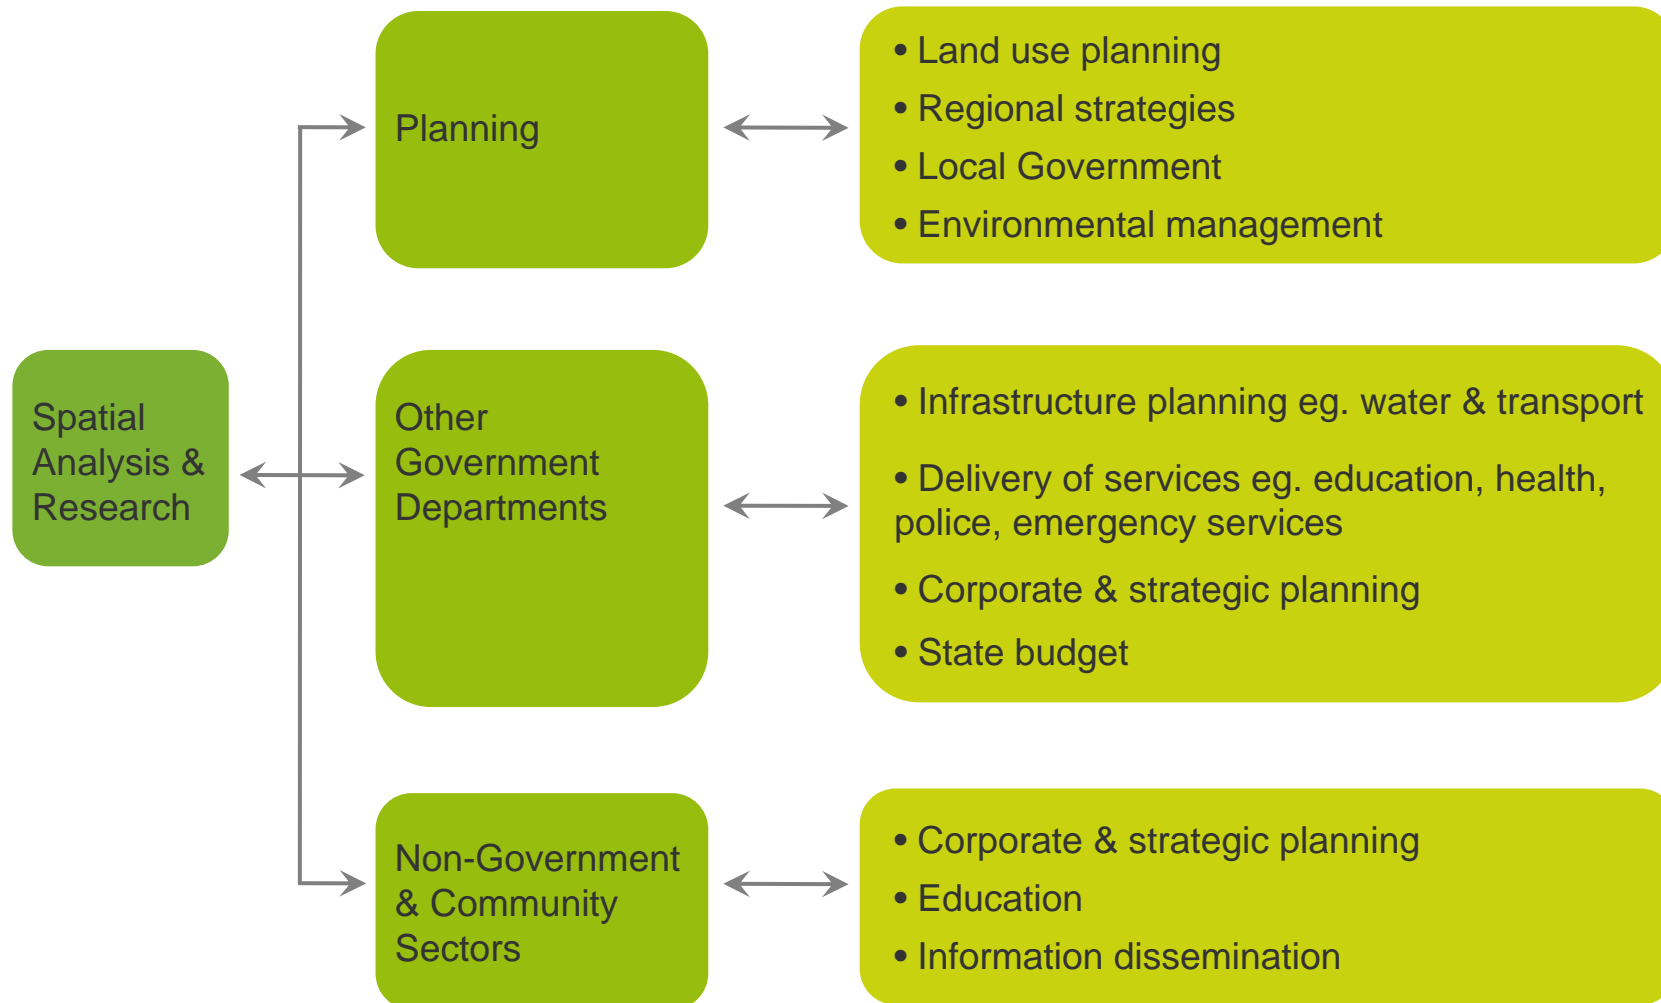 Spatial
Analysis &
Research
Planning
• Land use planning
• Regional strategies
• Local Government
• Environmental management
Other
Government
Departments
• Infrastructure planning eg. water & transport
• Delivery of services eg. education, health,
police, emergency services
• Corporate & strategic planning
• State budget
Non-Government
& Community
Sectors
• Corporate & strategic planning
• Education
• Information dissemination